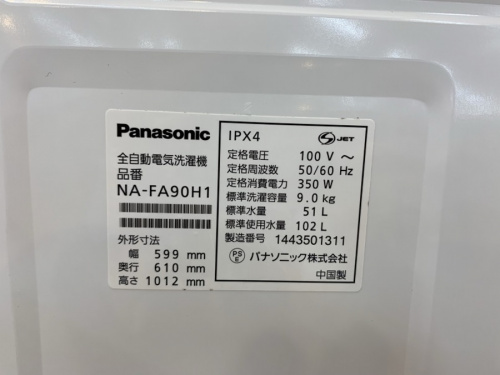 Panasonic
全自動電気洗濯機
品番
NA-FA90H1
外形寸法
幅 599 mm
奥行 610 mm
高さ 1012 mm
IPX4
S JET
定格電圧 100 V ～
定格周波数 50/60 Hz
定格消費電力 350 W
標準洗濯容量 9.0 kg
標準水量 51 L
標準使用水量 102 L
製造番号 1443501311
PS E パナソニック株式会社
中国製